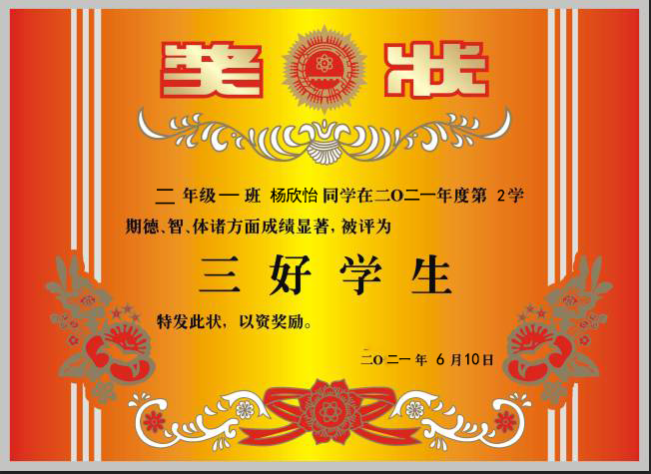 奖状
二年级一班 杨欣怡同学在二〇二一年度第 2学
期德、智、体诸方面成绩显著，被评为
三好学生
特发此状，以资奖励。
二〇二一年 6月10日